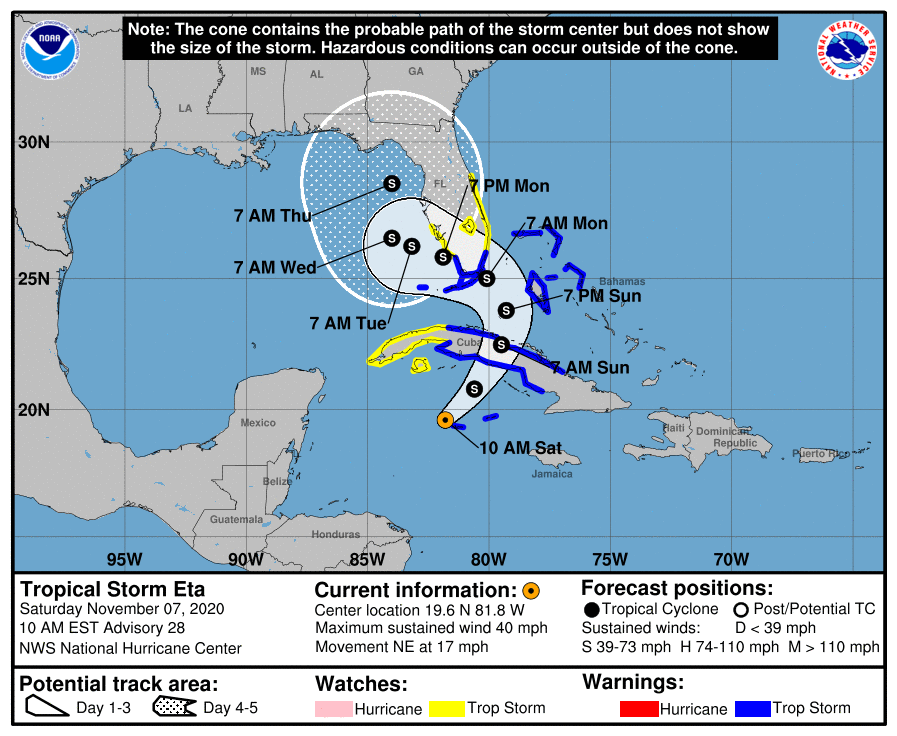 Note: The cone contains the probable path of the storm center but does not show
the size of the storm. Hazardous conditions can occur outside of the cone.
NOAA
NATIONAL WEATHER SERVICE
MS
AL
GA
LA
30N
FL
7 PM Mon
7 AM Thu
7 AM Mon
7 AM Wed
25N
Bahamas
7 PM Sun
7 AM Tue
Cuba
7 AM Sun
20N
Mexico
10 AM Sat
Haiti
Dominican
Republic
Puerto Rico
Jamaica
Belize
Guatemala
Honduras
95W
90W
85W
80W
75W
70W
Tropical Storm Eta
Saturday November 07, 2020
10 AM EST Advisory 28
NWS National Hurricane Center
Current information:
Center location 19.6 N 81.8 W
Maximum sustained wind 40 mph
Movement NE at 17 mph
Forecast positions:
Tropical Cyclone Post/Potential TC
Sustained winds: D < 39 mph
S 39-73 mph H 74-110 mph M > 110 mph
Potential track area:
Day 1-3 Day 4-5
Watches:
Hurricane Trop Storm
Warnings:
Hurricane Trop Storm
S
S
S
S
S
S
S
S